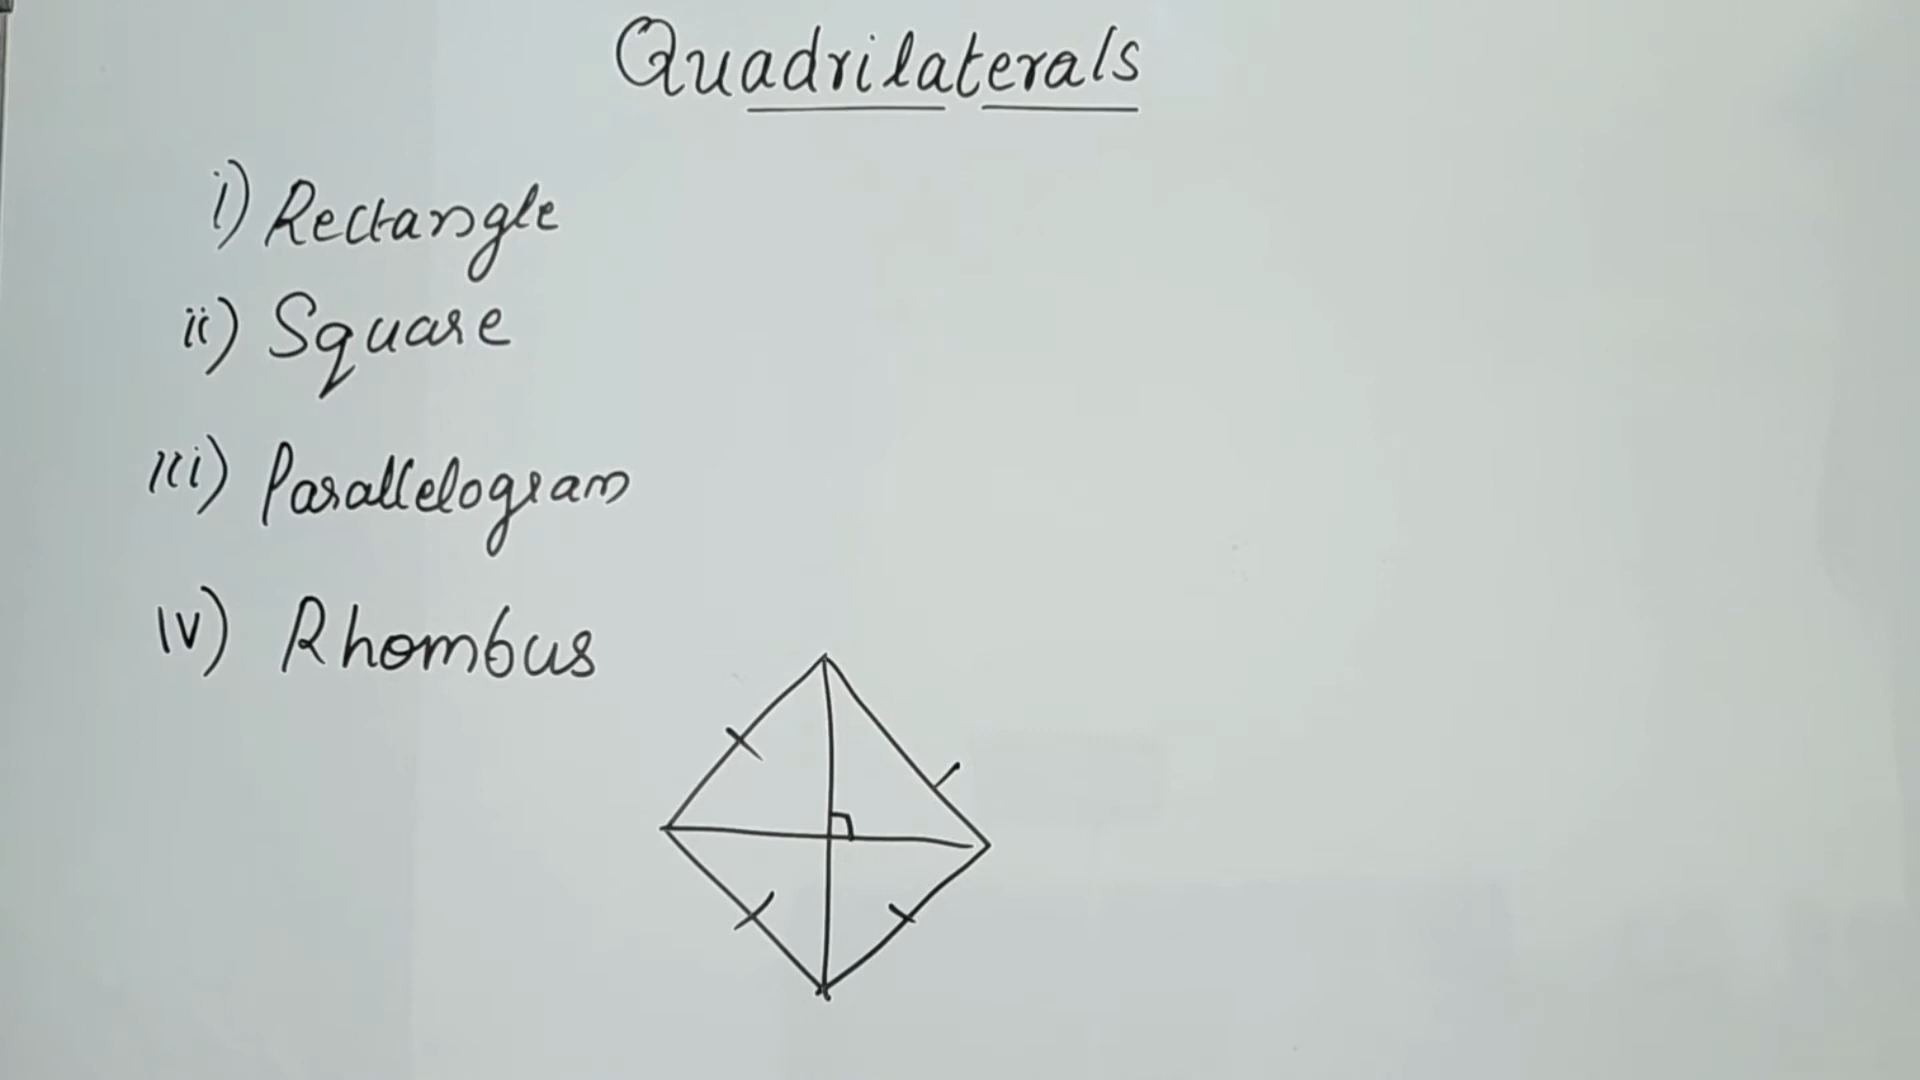 Quadrilaterals
i) Rectangle
ii) Square
iii) Parallelogram
iv) Rhombus